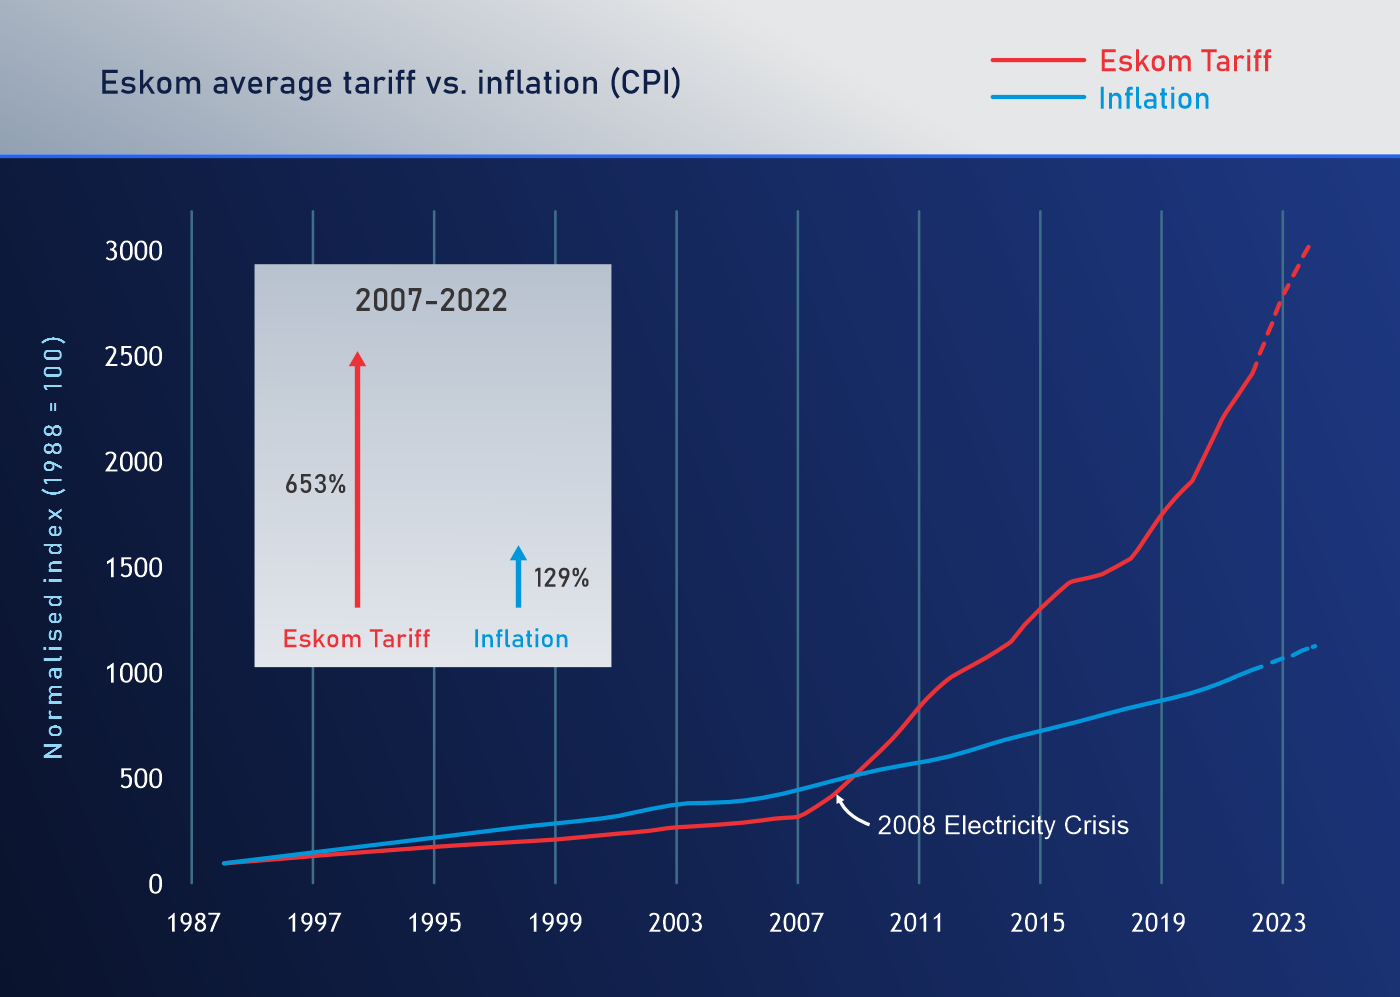 Eskom average tariff vs. inflation (CPI)
Eskom Tariff
Inflation
Normalised index (1988 = 100)
3000
2500
2000
1500
1000
500
0
2007-2022
653%
129%
Eskom Tariff
Inflation
2008 Electricity Crisis
1987
1997
1995
1999
2003
2007
2011
2015
2019
2023